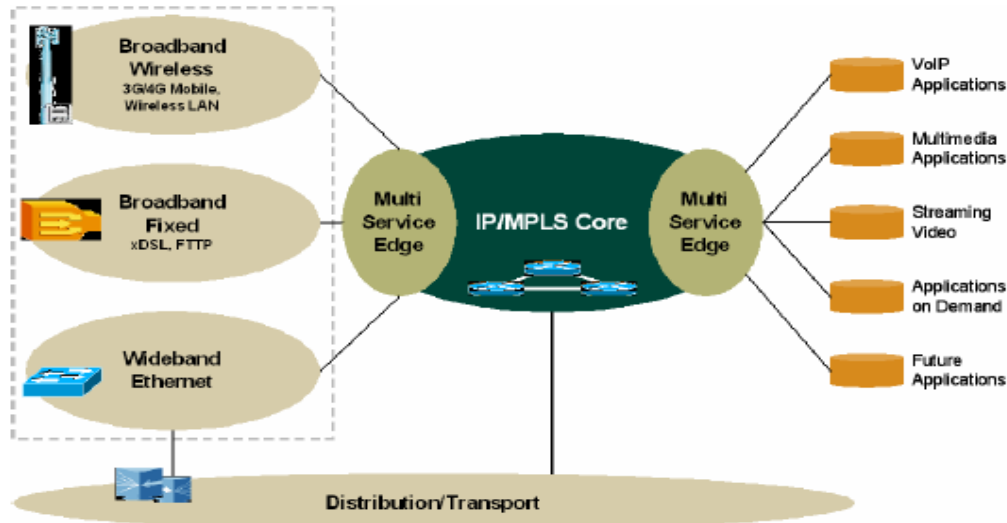 Broadband
Wireless
3G/4G Mobile,
Wireless LAN
Broadband
Fixed
xDSL, FTTP
Wideband
Ethernet
Multi
Service
Edge
IP/MPLS Core
Multi
Service
Edge
VoIP
Applications
Multimedia
Applications
Streaming
Video
Applications
on Demand
Future
Applications
Distribution/Transport